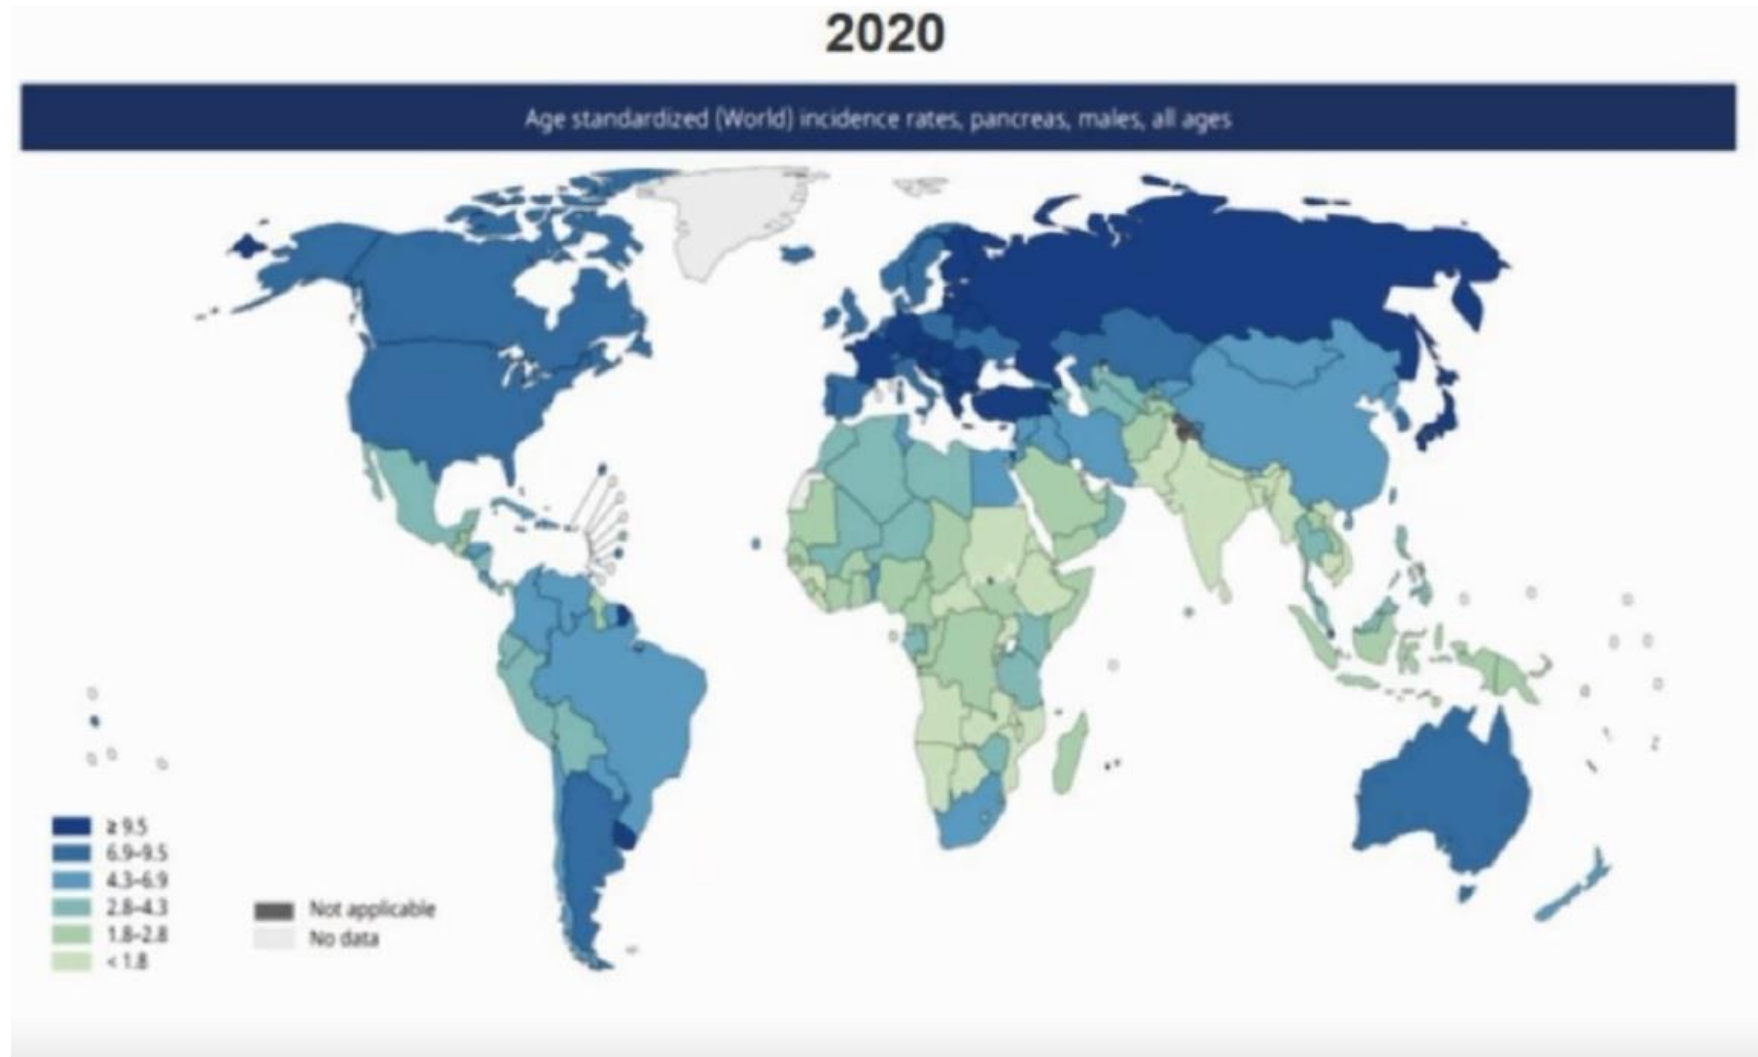 2020
Age standardized (World) incidence rates, pancreas, males, all ages
≥ 9.5
6.9–9.5
4.3–6.9
2.8–4.3
1.8–2.8
< 1.8
Not applicable
No data